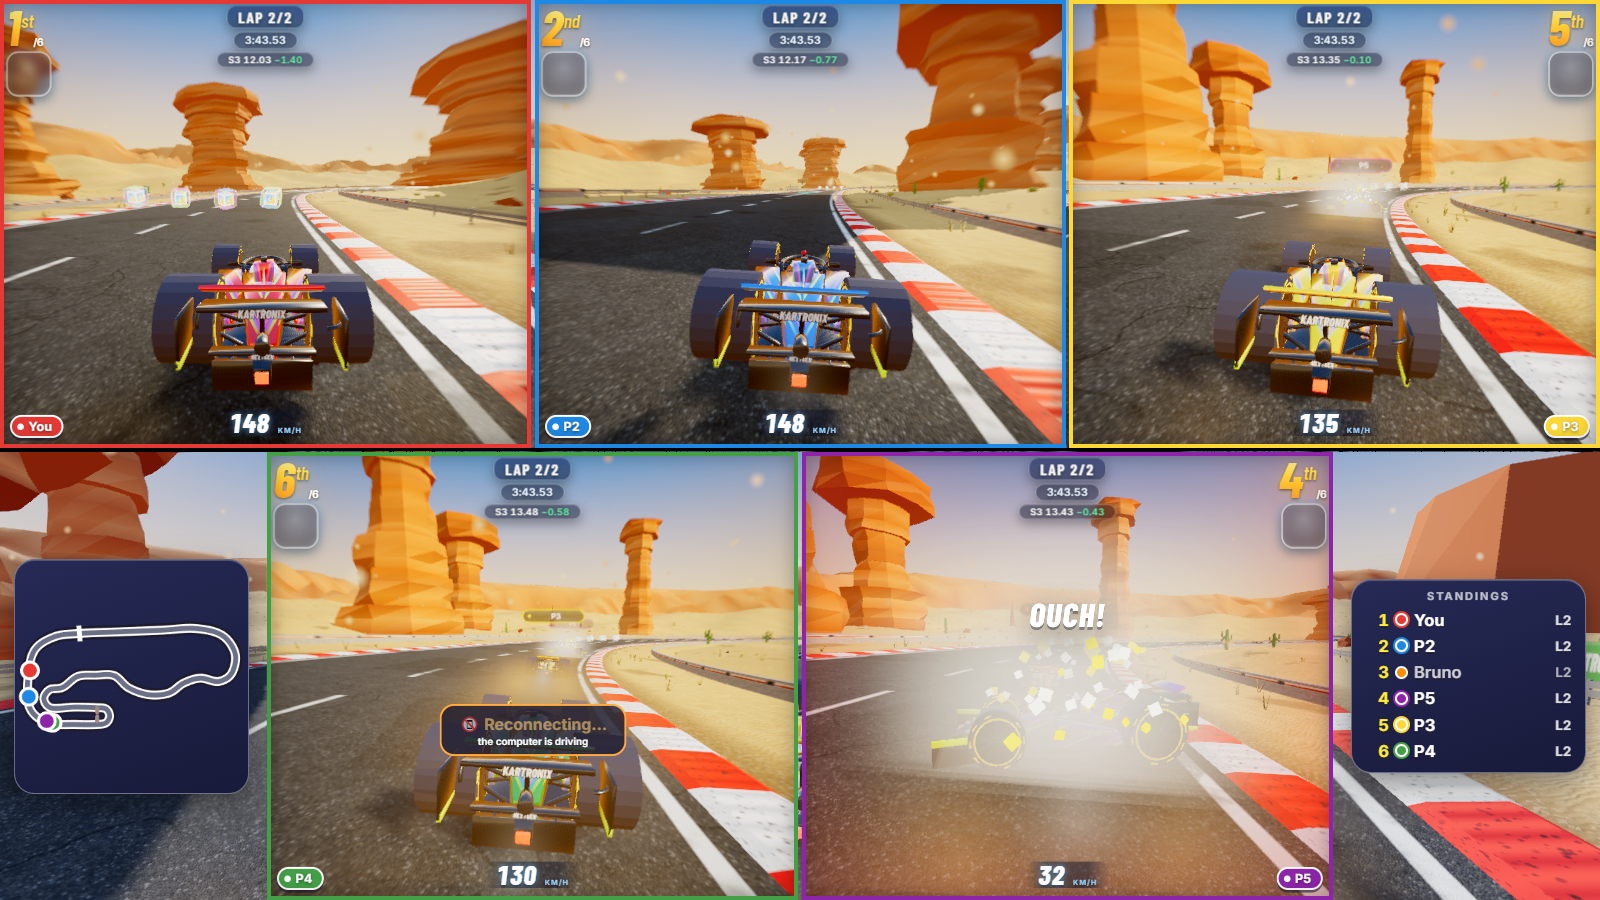 1st /6
LAP 2/2
3:43.53
S3 12.03 −1.40
KARTRONIX
148 KM/H
You
2nd /6
LAP 2/2
3:43.53
S3 12.17 −0.77
KARTRONIX
148 KM/H
P2
5th /6
LAP 2/2
3:43.53
S3 13.35 −0.10
P5
KARTRONIX
135 KM/H
P3
6th /6
LAP 2/2
3:43.53
S3 13.48 −0.58
P3
Reconnecting...
the computer is driving
KARTRONIX
130 KM/H
P4
4th /6
LAP 2/2
3:43.53
S3 13.43 −0.43
OUCH!
32 KM/H
P5
STANDINGS
1 You L2
2 P2 L2
3 Bruno L2
4 P5 L2
5 P3 L2
6 P4 L2